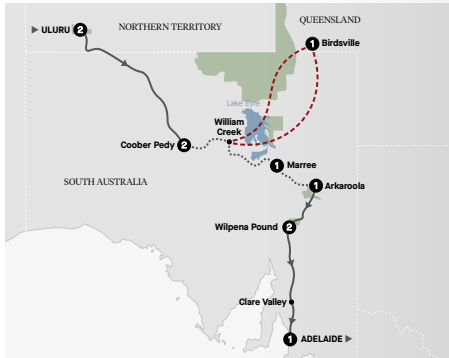 NORTHERN TERRITORY
QUEENSLAND
▶ ULURU 2
1 Birdsville
Lake Eyre
William
Creek
Coober Pedy 2
1 Marree
SOUTH AUSTRALIA
1 Arkaroola
Wilpena Pound 2
Clare Valley
1 ADELAIDE ▶